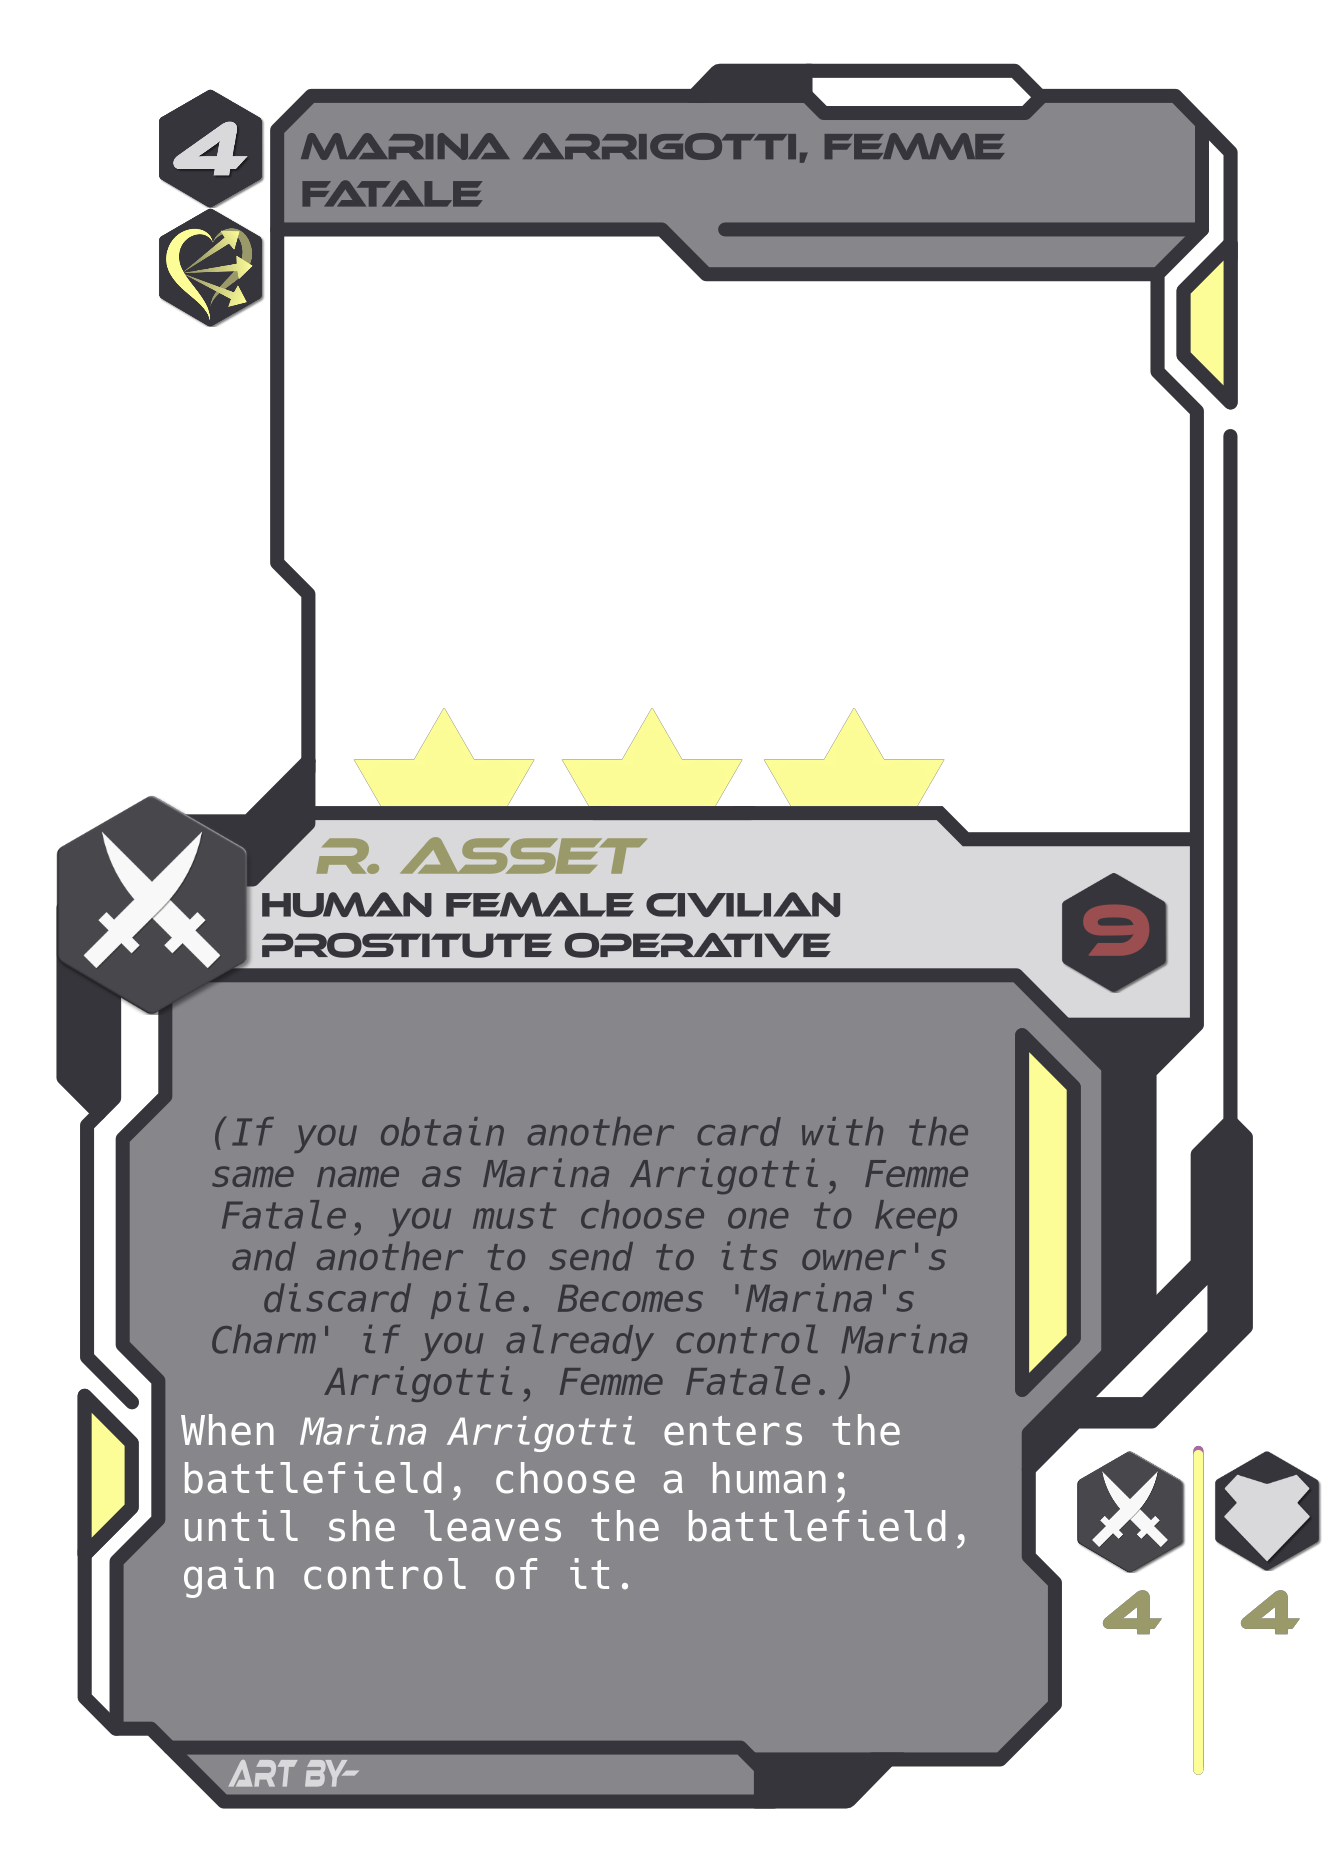 4
MARINA ARRIGOTTI, FEMME
FATALE
R. ASSET
HUMAN FEMALE CIVILIAN
PROSTITUTE OPERATIVE
9
(If you obtain another card with the
same name as Marina Arrigotti, Femme
Fatale, you must choose one to keep
and another to send to its owner's
discard pile. Becomes 'Marina's
Charm' if you already control Marina
Arrigotti, Femme Fatale.)
When Marina Arrigotti enters the
battlefield, choose a human;
until she leaves the battlefield,
gain control of it.
4
4
ART BY-